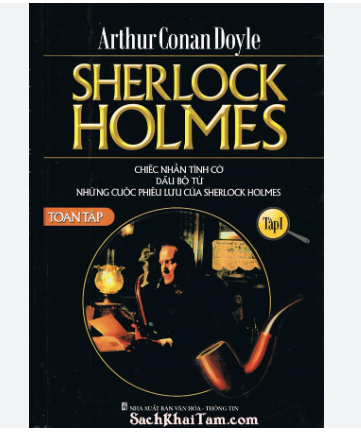 Arthur Conan Doyle
SHERLOCK
HOLMES
CHIẾC NHẪN TÌNH CỜ
DẤU BỘ TỨ
NHỮNG CUỘC PHIÊU LƯU CỦA SHERLOCK HOLMES
TOÀN TẬP
Tập I
NHÀ XUẤT BẢN VĂN HÓA - THÔNG TIN
SachKhaiTam.com